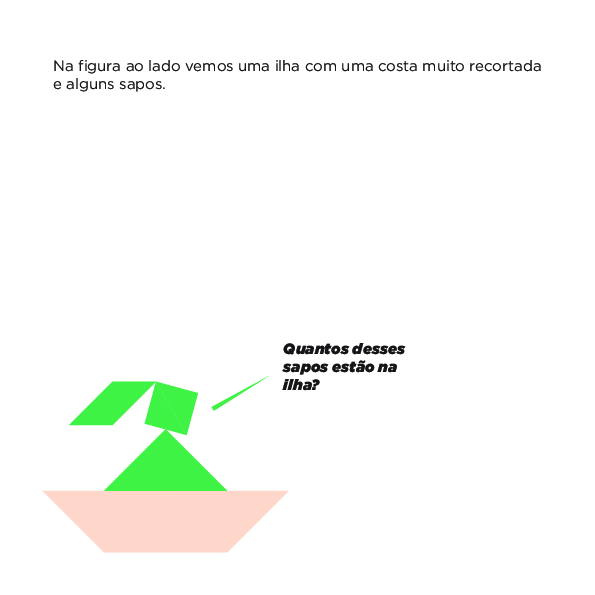 Na figura ao lado vemos uma ilha com uma costa muito recortada
e alguns sapos.
Quantos desses
sapos estão na
ilha?